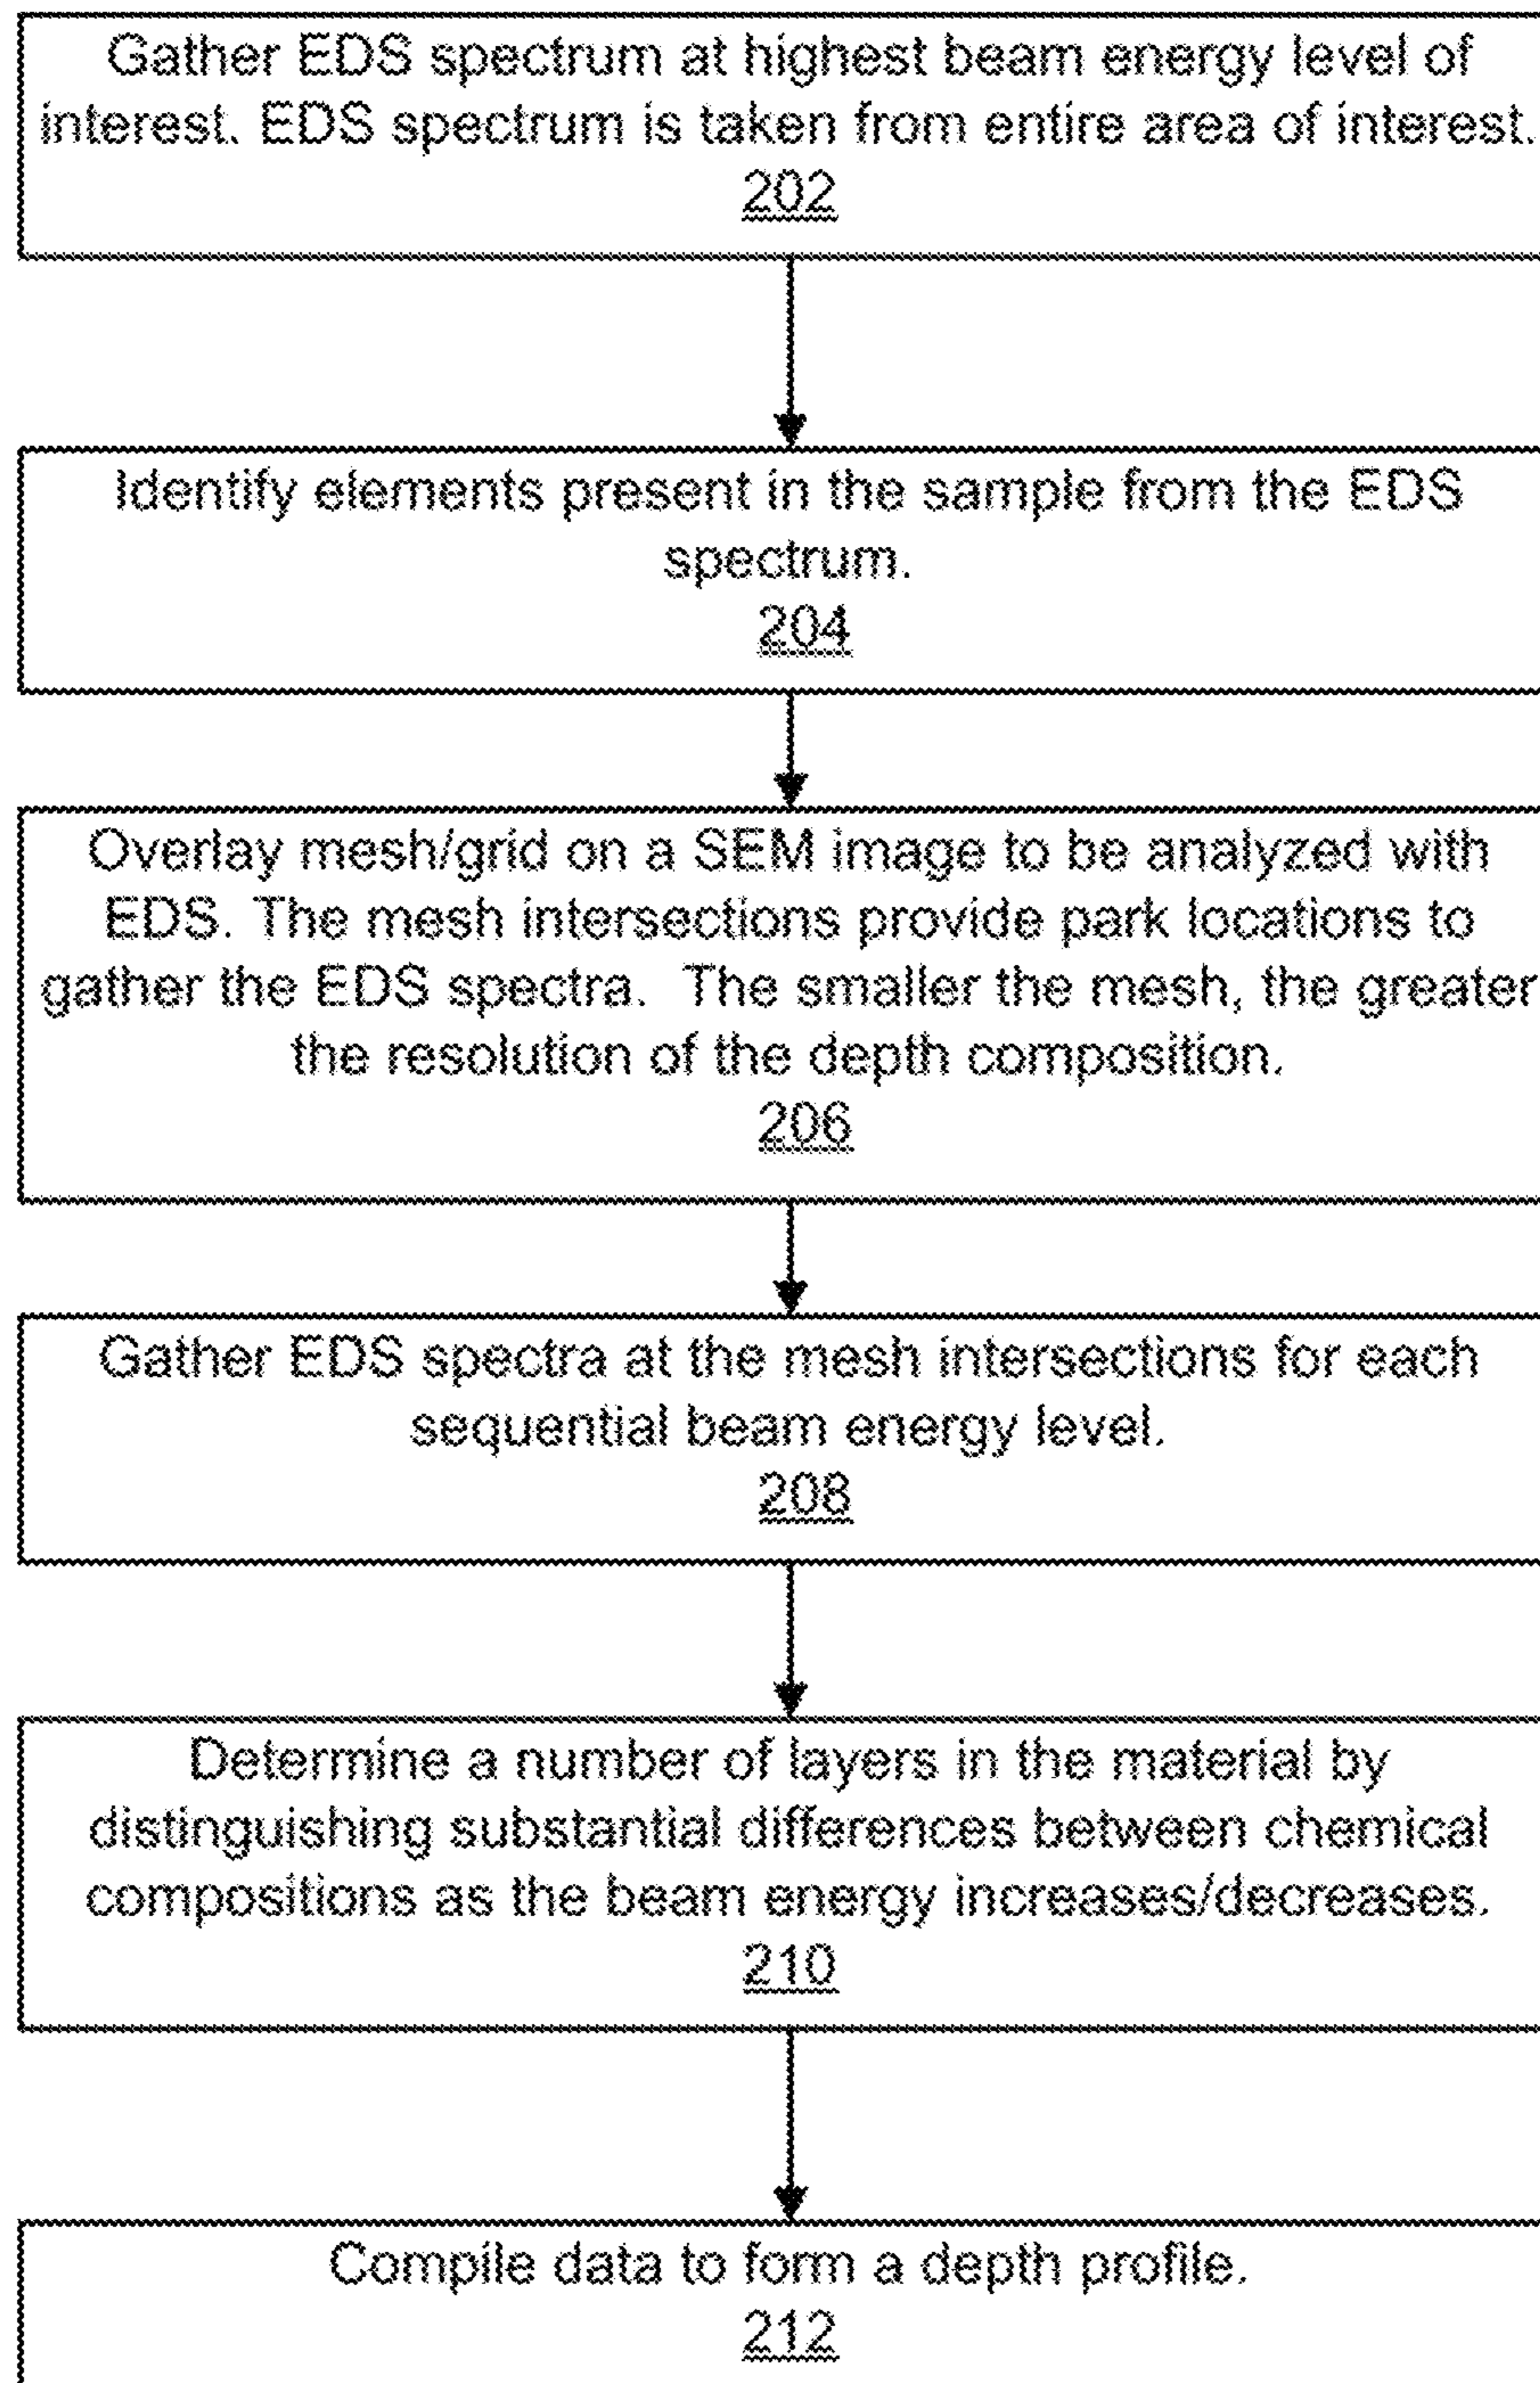 Gather EDS spectrum at highest beam energy level of
interest. EDS spectrum is taken from entire area of interest.
202
Identify elements present in the sample from the EDS
spectrum.
204
Overlay mesh/grid on a SEM image to be analyzed with
EDS. The mesh intersections provide park locations to
gather the EDS spectra. The smaller the mesh, the greater
the resolution of the depth composition.
206
Gather EDS spectra at the mesh intersections for each
sequential beam energy level.
208
Determine a number of layers in the material by
distinguishing substantial differences between chemical
compositions as the beam energy increases/decreases.
210
Compile data to form a depth profile.
212